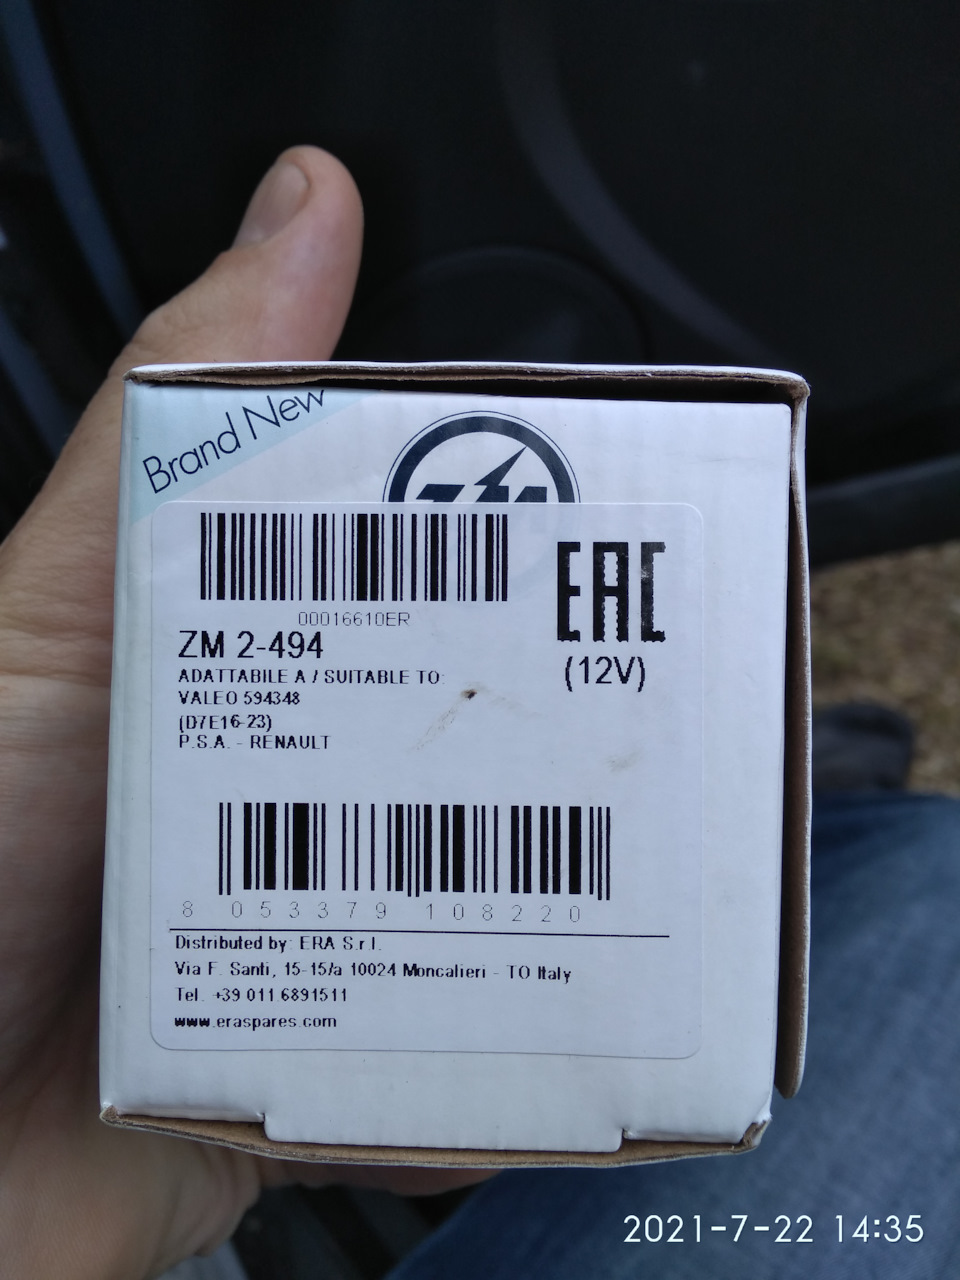 Brand New
ZM
00016610ER
ZM 2-494
EAC
(12V)
ADATTABILE A / SUITABLE TO:
VALEO 594348
(D7E16-23)
P.S.A. - RENAULT
8 053379 108220
Distributed by: ERA S.r.l.
Via F. Santi, 15-15/a 10024 Moncalieri - TO Italy
Tel. +39 011.6891511
www.eraspares.com
2021-7-22 14:35